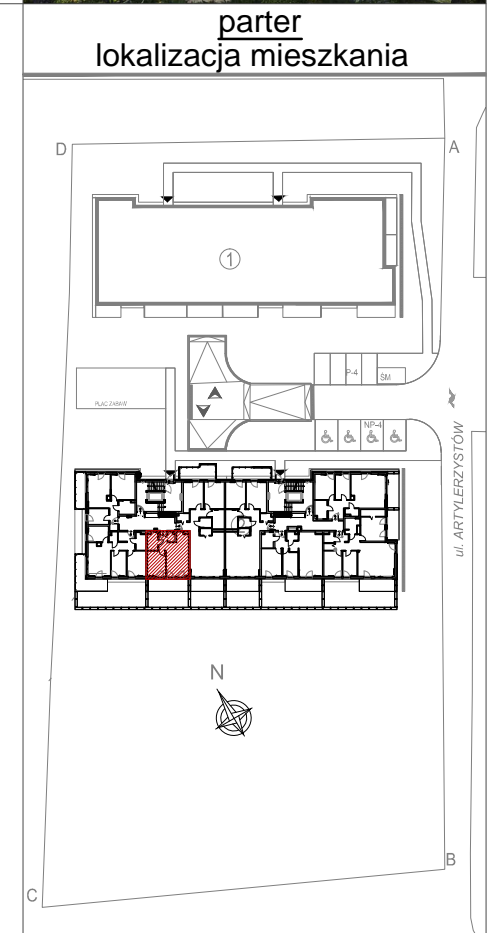 parter
lokalizacja mieszkania
D
A
1
P-4
ŚM
PLAC ZABAW
NP-4
ul. ARTYLERZYSTÓW
N
B
C